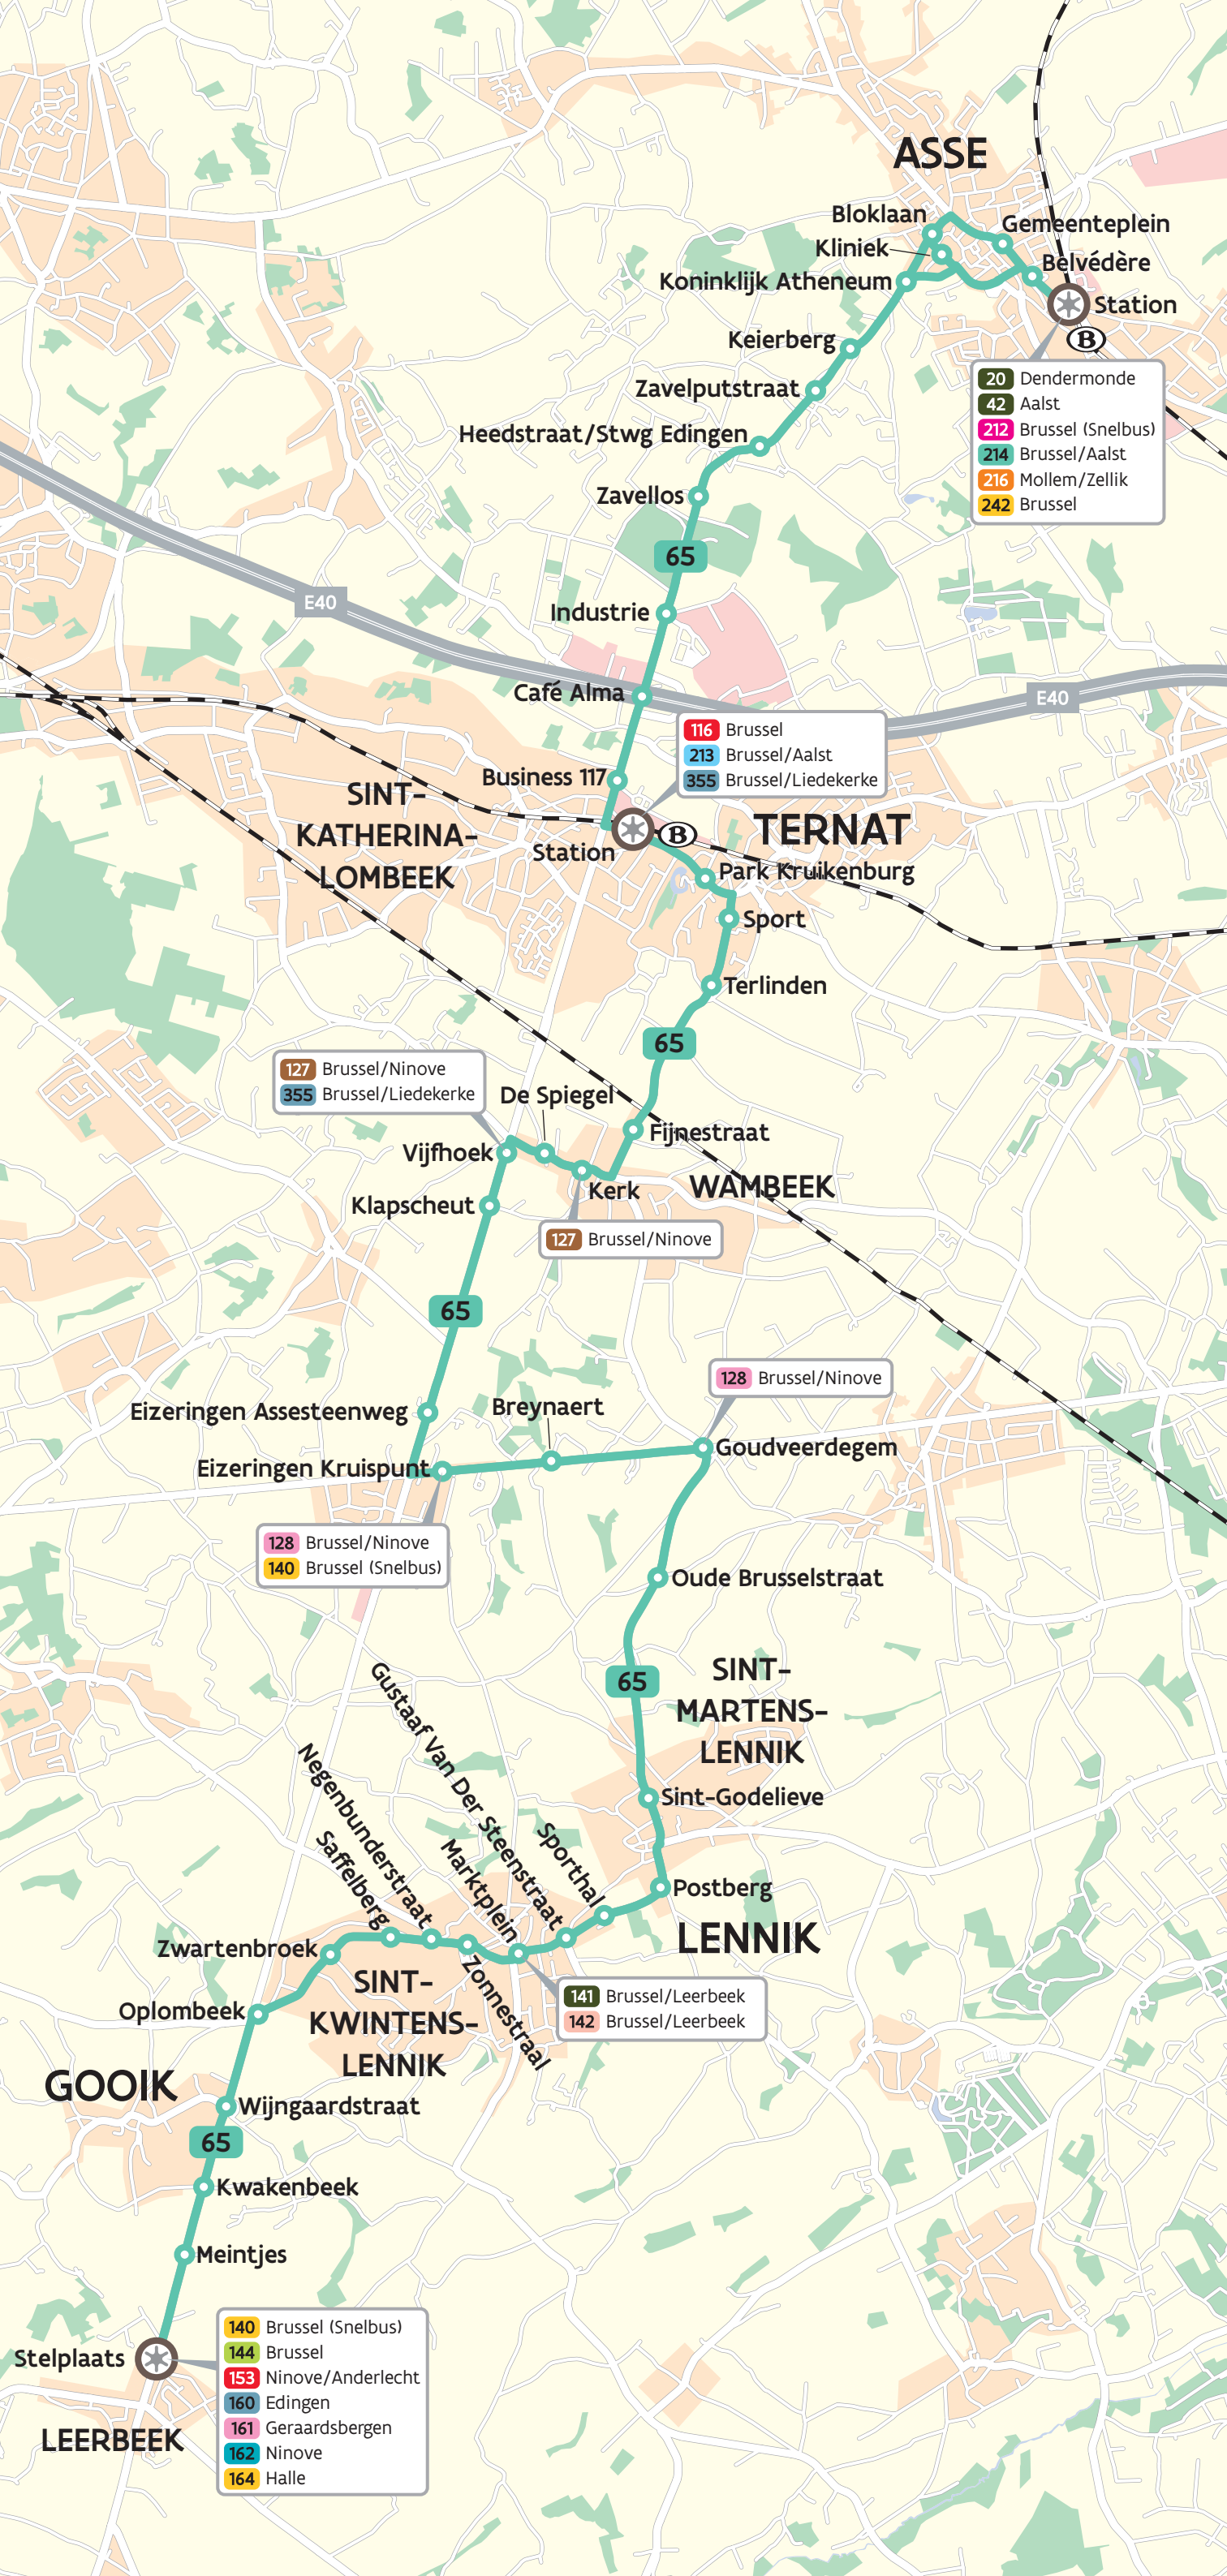 ASSE
Bloklaan
Gemeenteplein
Kliniek
Belvédère
Koninklijk Atheneum
Station
B
Keierberg
20 Dendermonde
42 Aalst
212 Brussel (Snelbus)
214 Brussel/Aalst
216 Mollem/Zellik
242 Brussel
Zavelputstraat
Heedstraat/Stwg Edingen
Zavellos
65
E40
Industrie
Café Alma
E40
116 Brussel
213 Brussel/Aalst
355 Brussel/Liedekerke
Business 117
SINT-
KATHERINA-
LOMBEEK
B
TERNAT
Station
Park Kruikenburg
Sport
Terlinden
65
127 Brussel/Ninove
355 Brussel/Liedekerke
De Spiegel
Fijnestraat
Vijfhoek
Kerk
WAMBEEK
Klapscheut
127 Brussel/Ninove
65
128 Brussel/Ninove
Eizeringen Assesteenweg
Breynaert
Goudveerdegem
Eizeringen Kruispunt
128 Brussel/Ninove
140 Brussel (Snelbus)
Oude Brusselstraat
65
SINT-
MARTENS-
LENNIK
Gustaaf Van Der Steenstraat
Negenbunderstraat
Sint-Godelieve
Saffelberg
Marktplein
Sporthal
Postberg
LENNIK
Zwartenbroek
Zonnestraal
SINT-
KWINTENS-
LENNIK
141 Brussel/Leerbeek
142 Brussel/Leerbeek
Oplombeek
GOOIK
Wijngaardstraat
65
Kwakenbeek
Meintjes
Stelplaats
140 Brussel (Snelbus)
144 Brussel
153 Ninove/Anderlecht
160 Edingen
161 Geraardsbergen
162 Ninove
164 Halle
LEERBEEK